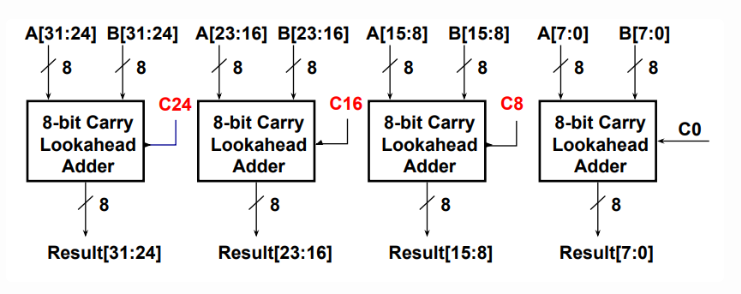 A[31:24] B[31:24] A[23:16] B[23:16] A[15:8] B[15:8] A[7:0] B[7:0]
8 8 8 8 8 8 8 8
C24 C16 C8
8-bit Carry Lookahead Adder
8-bit Carry Lookahead Adder
8-bit Carry Lookahead Adder
8-bit Carry Lookahead Adder
C0
8 8 8 8
Result[31:24] Result[23:16] Result[15:8] Result[7:0]